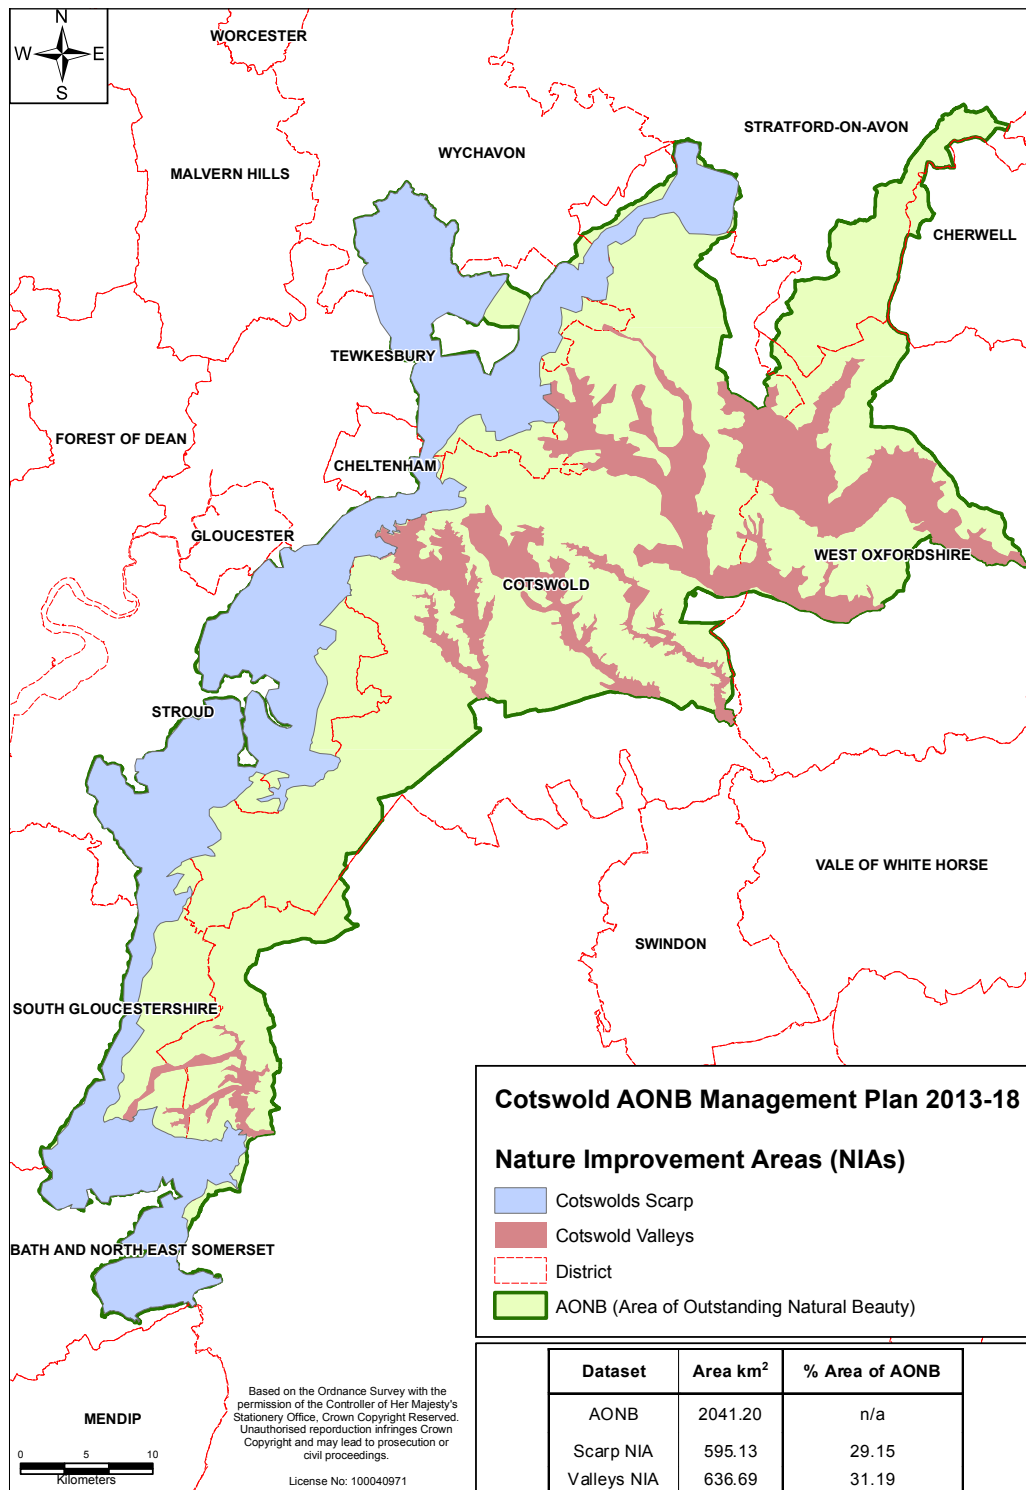 N
W E
S
WORCESTER
STRATFORD-ON-AVON
WYCHAVON
MALVERN HILLS
CHERWELL
TEWKESBURY
FOREST OF DEAN
CHELTENHAM
GLOUCESTER
WEST OXFORDSHIRE
COTSWOLD
STROUD
VALE OF WHITE HORSE
SWINDON
SOUTH GLOUCESTERSHIRE
BATH AND NORTH EAST SOMERSET
MENDIP
Cotswold AONB Management Plan 2013-18
Nature Improvement Areas (NIAs)
Cotswolds Scarp
Cotswold Valleys
District
AONB (Area of Outstanding Natural Beauty)
Dataset Area km² % Area of AONB
AONB 2041.20 n/a
Scarp NIA 595.13 29.15
Valleys NIA 636.69 31.19
Based on the Ordnance Survey with the
permission of the Controller of Her Majesty's
Stationery Office, Crown Copyright Reserved.
Unauthorised reporduction infringes Crown
Copyright and may lead to prosecution or
civil proceedings.
License No: 100040971
0 5 10
Kilometers